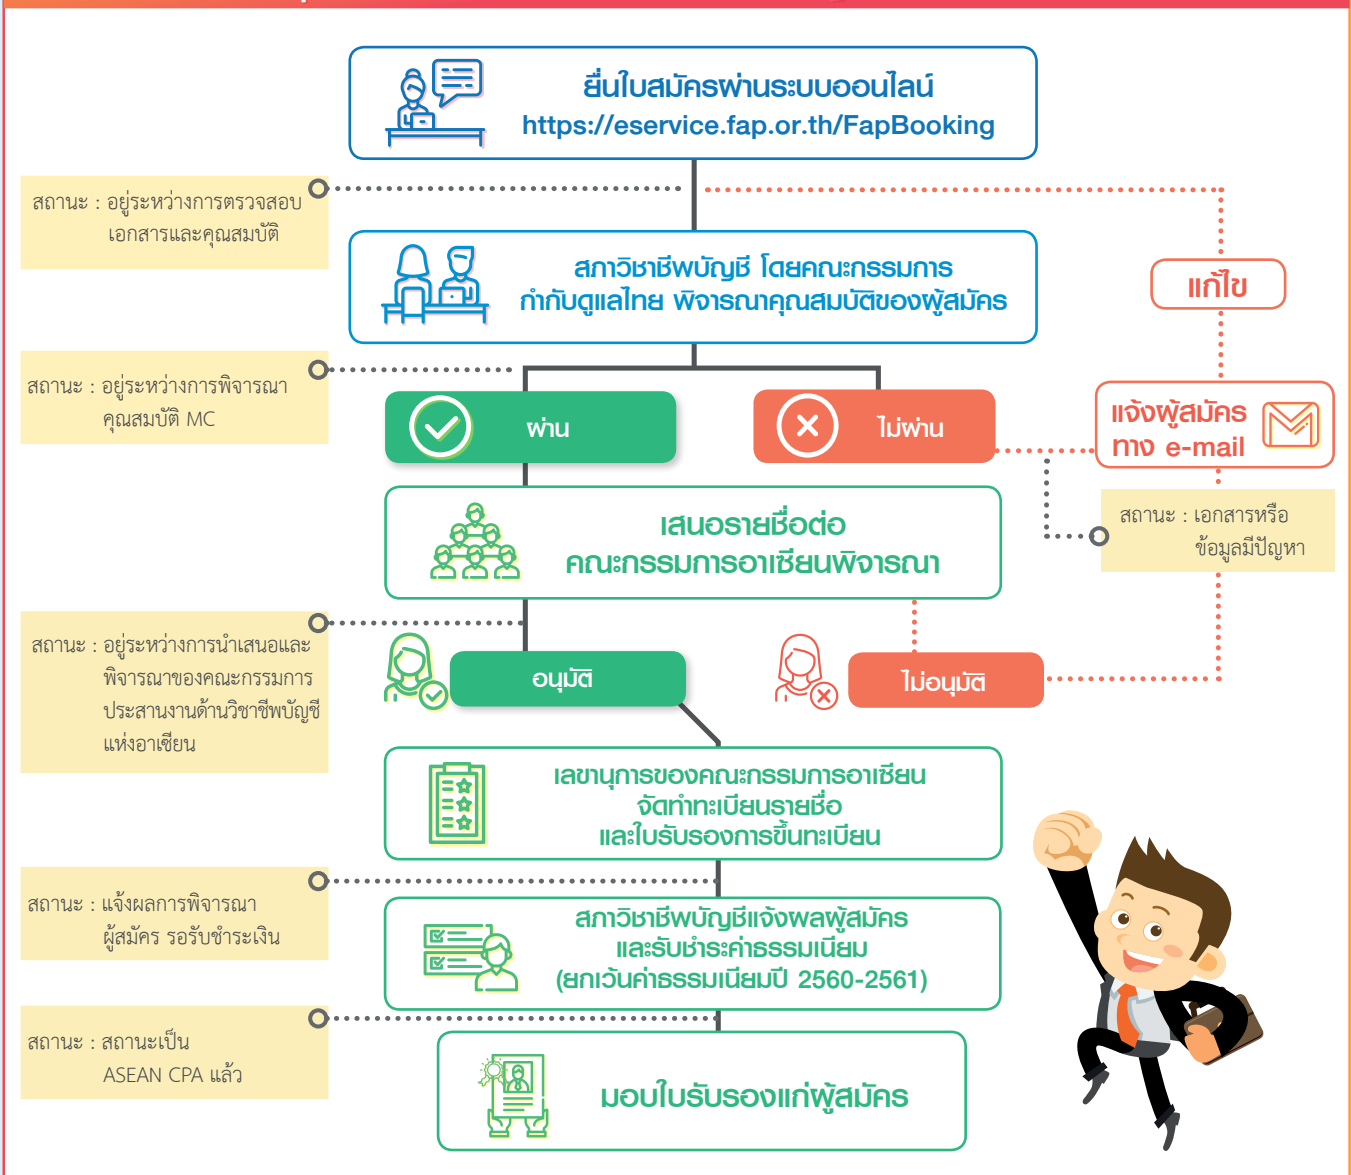 ยื่นใบสมัครผ่านระบบออนไลน์
https://eservice.fap.or.th/FapBooking
สถานะ : อยู่ระหว่างการตรวจสอบ
เอกสารและคุณสมบัติ
สภาวิชาชีพบัญชี โดยคณะกรรมการ
กำกับดูแลไทย พิจารณาคุณสมบัติของผู้สมัคร
แก้ไข
สถานะ : อยู่ระหว่างการพิจารณา
คุณสมบัติ MC
ผ่าน
ไม่ผ่าน
แจ้งผู้สมัคร
ทาง e-mail
เสนอรายชื่อต่อ
คณะกรรมการอาเซียนพิจารณา
สถานะ : เอกสารหรือ
ข้อมูลมีปัญหา
สถานะ : อยู่ระหว่างการนำเสนอและ
พิจารณาของคณะกรรมการ
ประสานงานด้านวิชาชีพบัญชี
แห่งอาเซียน
อนุมัติ
ไม่อนุมัติ
เลขานุการของคณะกรรมการอาเซียน
จัดทำทะเบียนรายชื่อ
และใบรับรองการขึ้นทะเบียน
สถานะ : แจ้งผลการพิจารณา
ผู้สมัคร รอรับชำระเงิน
สภาวิชาชีพบัญชีแจ้งผลผู้สมัคร
และรับชำระค่าธรรมเนียม
(ยกเว้นค่าธรรมเนียมปี 2560-2561)
สถานะ : สถานะเป็น
ASEAN CPA แล้ว
มอบใบรับรองแก่ผู้สมัคร